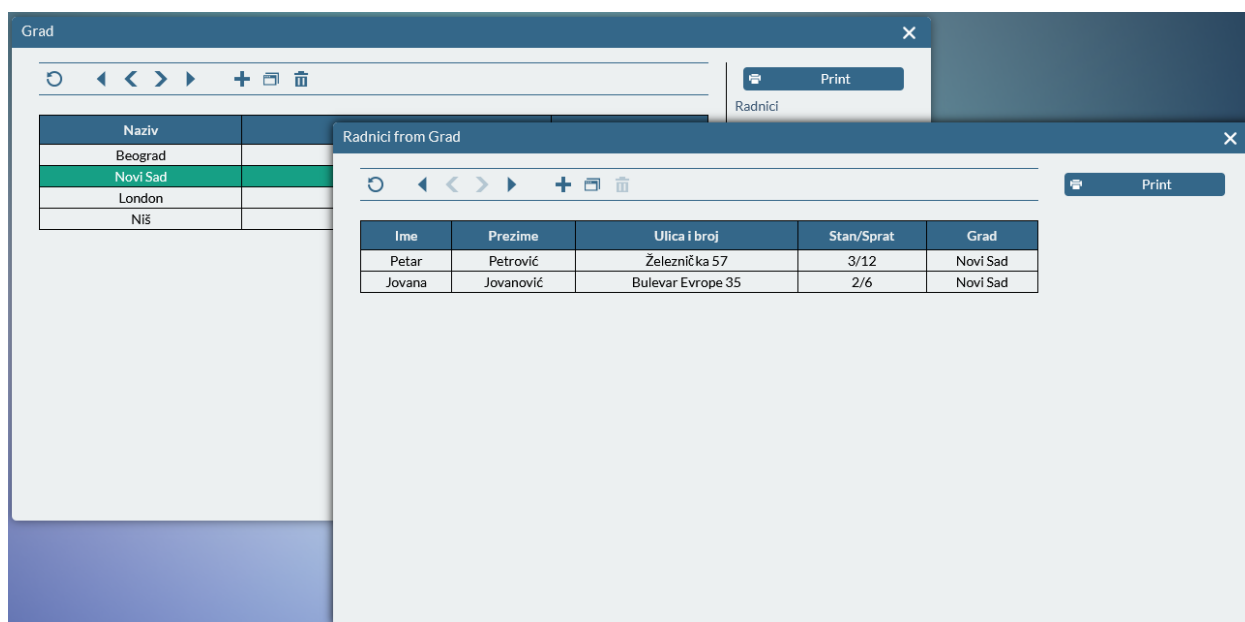 Grad
Print
Radnici
Naziv
Beograd
Novi Sad
London
Niš
Radnici from Grad
Print
Ime Prezime Ulica i broj Stan/Sprat Grad
Petar Petrović Železnička 57 3/12 Novi Sad
Jovana Jovanović Bulevar Evrope 35 2/6 Novi Sad